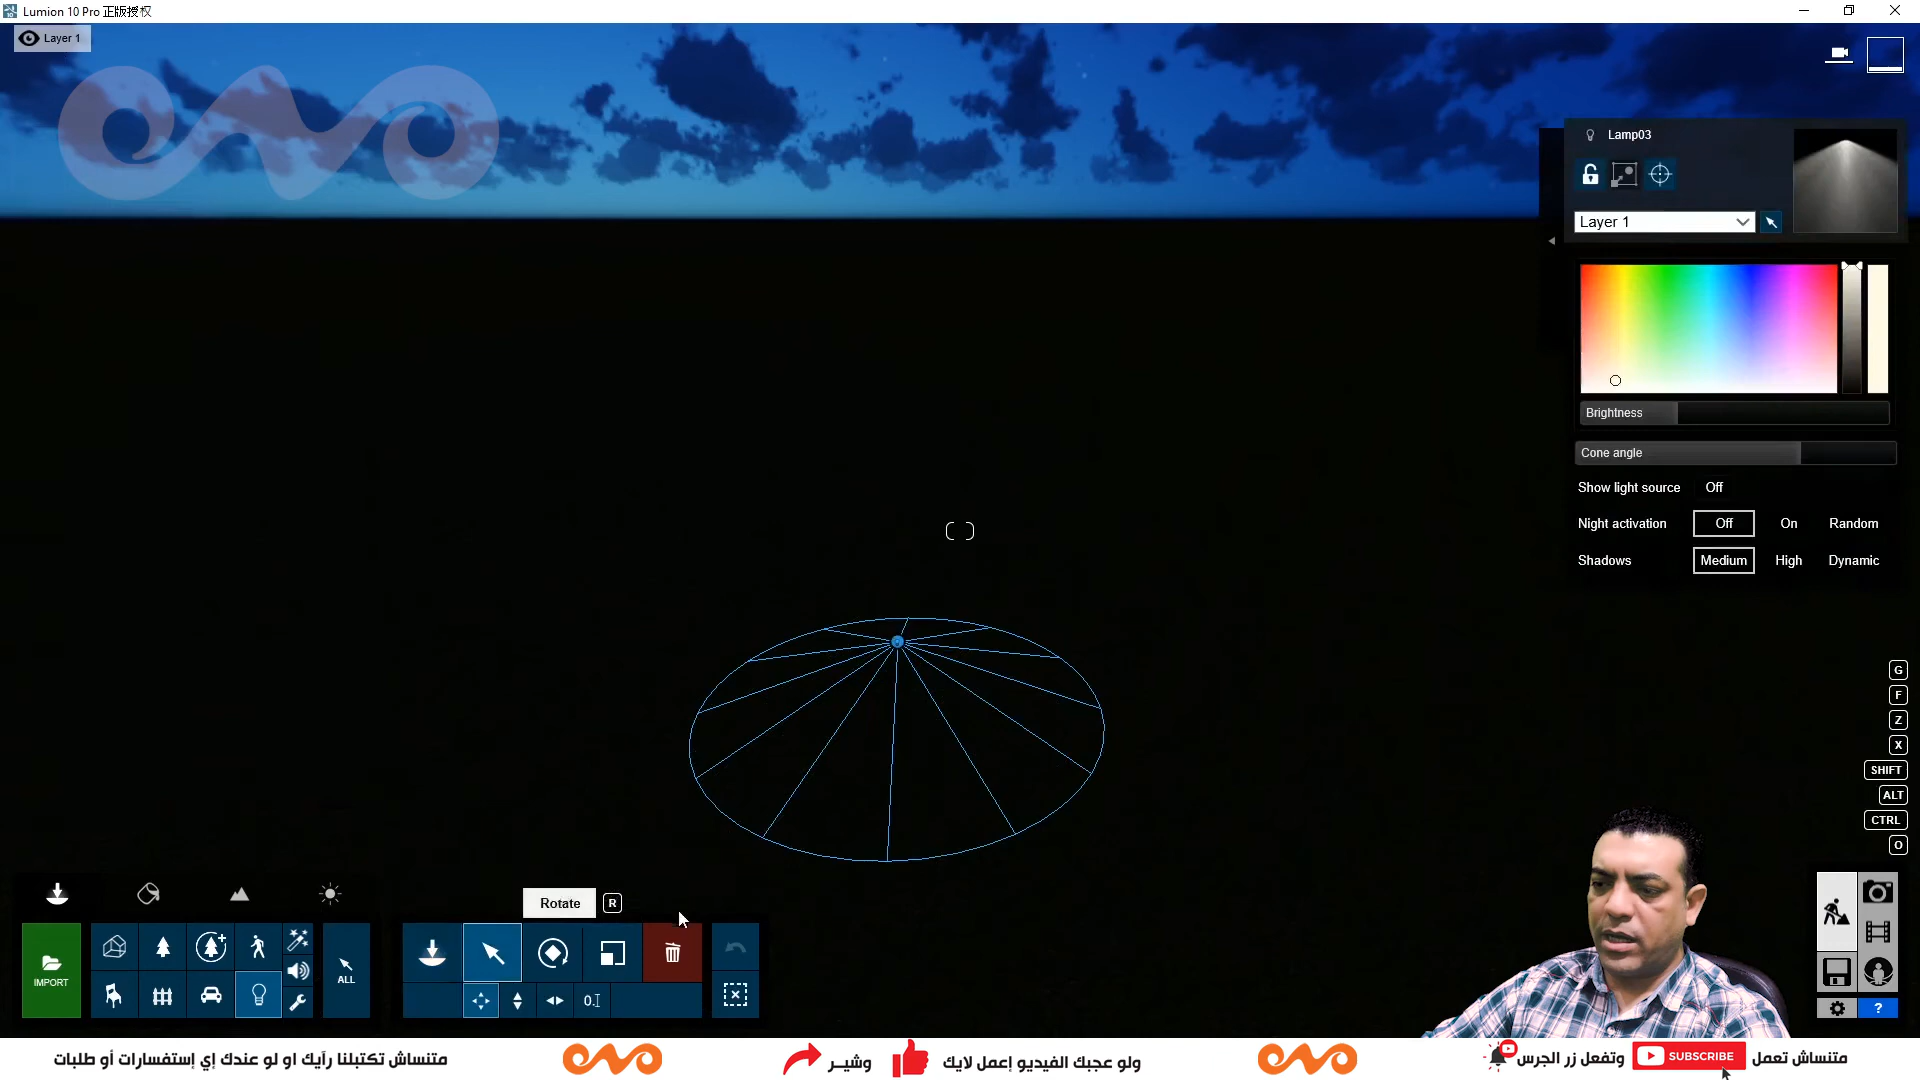 Lumion 10 Pro 正版授权
Layer 1
Lamp03
Layer 1
Brightness
Cone angle
Show light source Off
Night activation Off On Random
Shadows Medium High Dynamic
G
F
Z
X
SHIFT
ALT
CTRL
O
Rotate R
IMPORT
ALL
?
متنساش تكتبلنا رآيك او لو عندك إي إستفسارات أو طلبات
ولو عجبك الفيديو إعمل لايك
وشير
متنساش تعمل SUBSCRIBE وتفعل زر الجرس